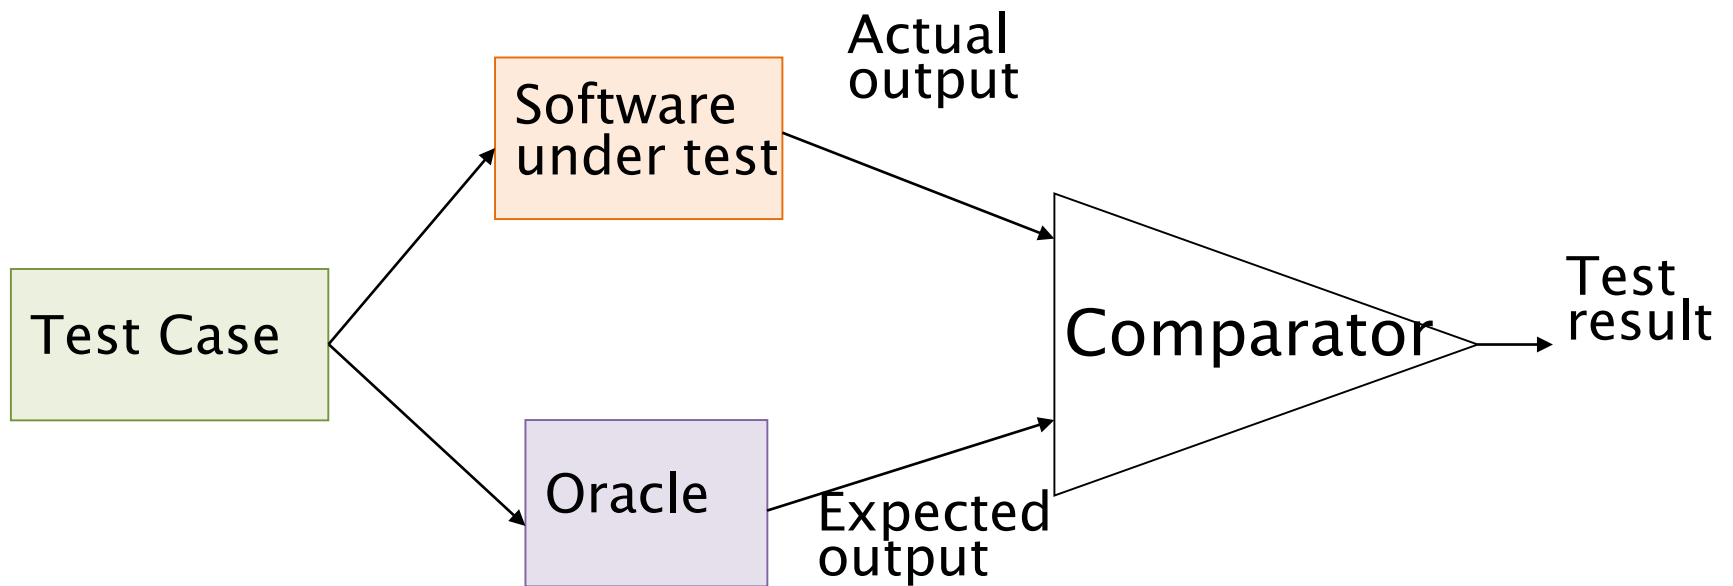 Test Case
Software
under test
Actual
output
Oracle
Expected
output
Comparator
Test
result